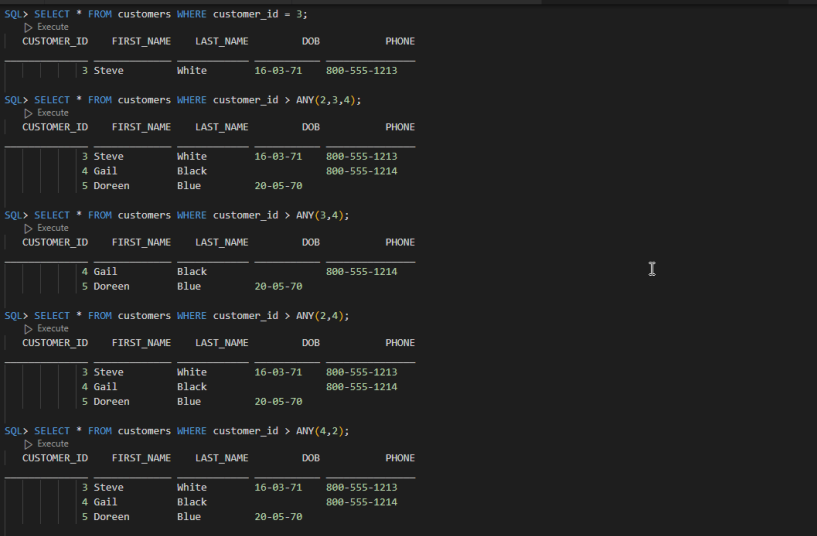 SQL> SELECT * FROM customers WHERE customer_id = 3;
Execute
CUSTOMER_ID FIRST_NAME LAST_NAME DOB PHONE
3 Steve White 16-03-71 800-555-1213
SQL> SELECT * FROM customers WHERE customer_id > ANY(2,3,4);
Execute
CUSTOMER_ID FIRST_NAME LAST_NAME DOB PHONE
3 Steve White 16-03-71 800-555-1213
4 Gail Black 800-555-1214
5 Doreen Blue 20-05-70
SQL> SELECT * FROM customers WHERE customer_id > ANY(3,4);
Execute
CUSTOMER_ID FIRST_NAME LAST_NAME DOB PHONE
4 Gail Black 800-555-1214
5 Doreen Blue 20-05-70
SQL> SELECT * FROM customers WHERE customer_id > ANY(2,4);
Execute
CUSTOMER_ID FIRST_NAME LAST_NAME DOB PHONE
3 Steve White 16-03-71 800-555-1213
4 Gail Black 800-555-1214
5 Doreen Blue 20-05-70
SQL> SELECT * FROM customers WHERE customer_id > ANY(4,2);
Execute
CUSTOMER_ID FIRST_NAME LAST_NAME DOB PHONE
3 Steve White 16-03-71 800-555-1213
4 Gail Black 800-555-1214
5 Doreen Blue 20-05-70